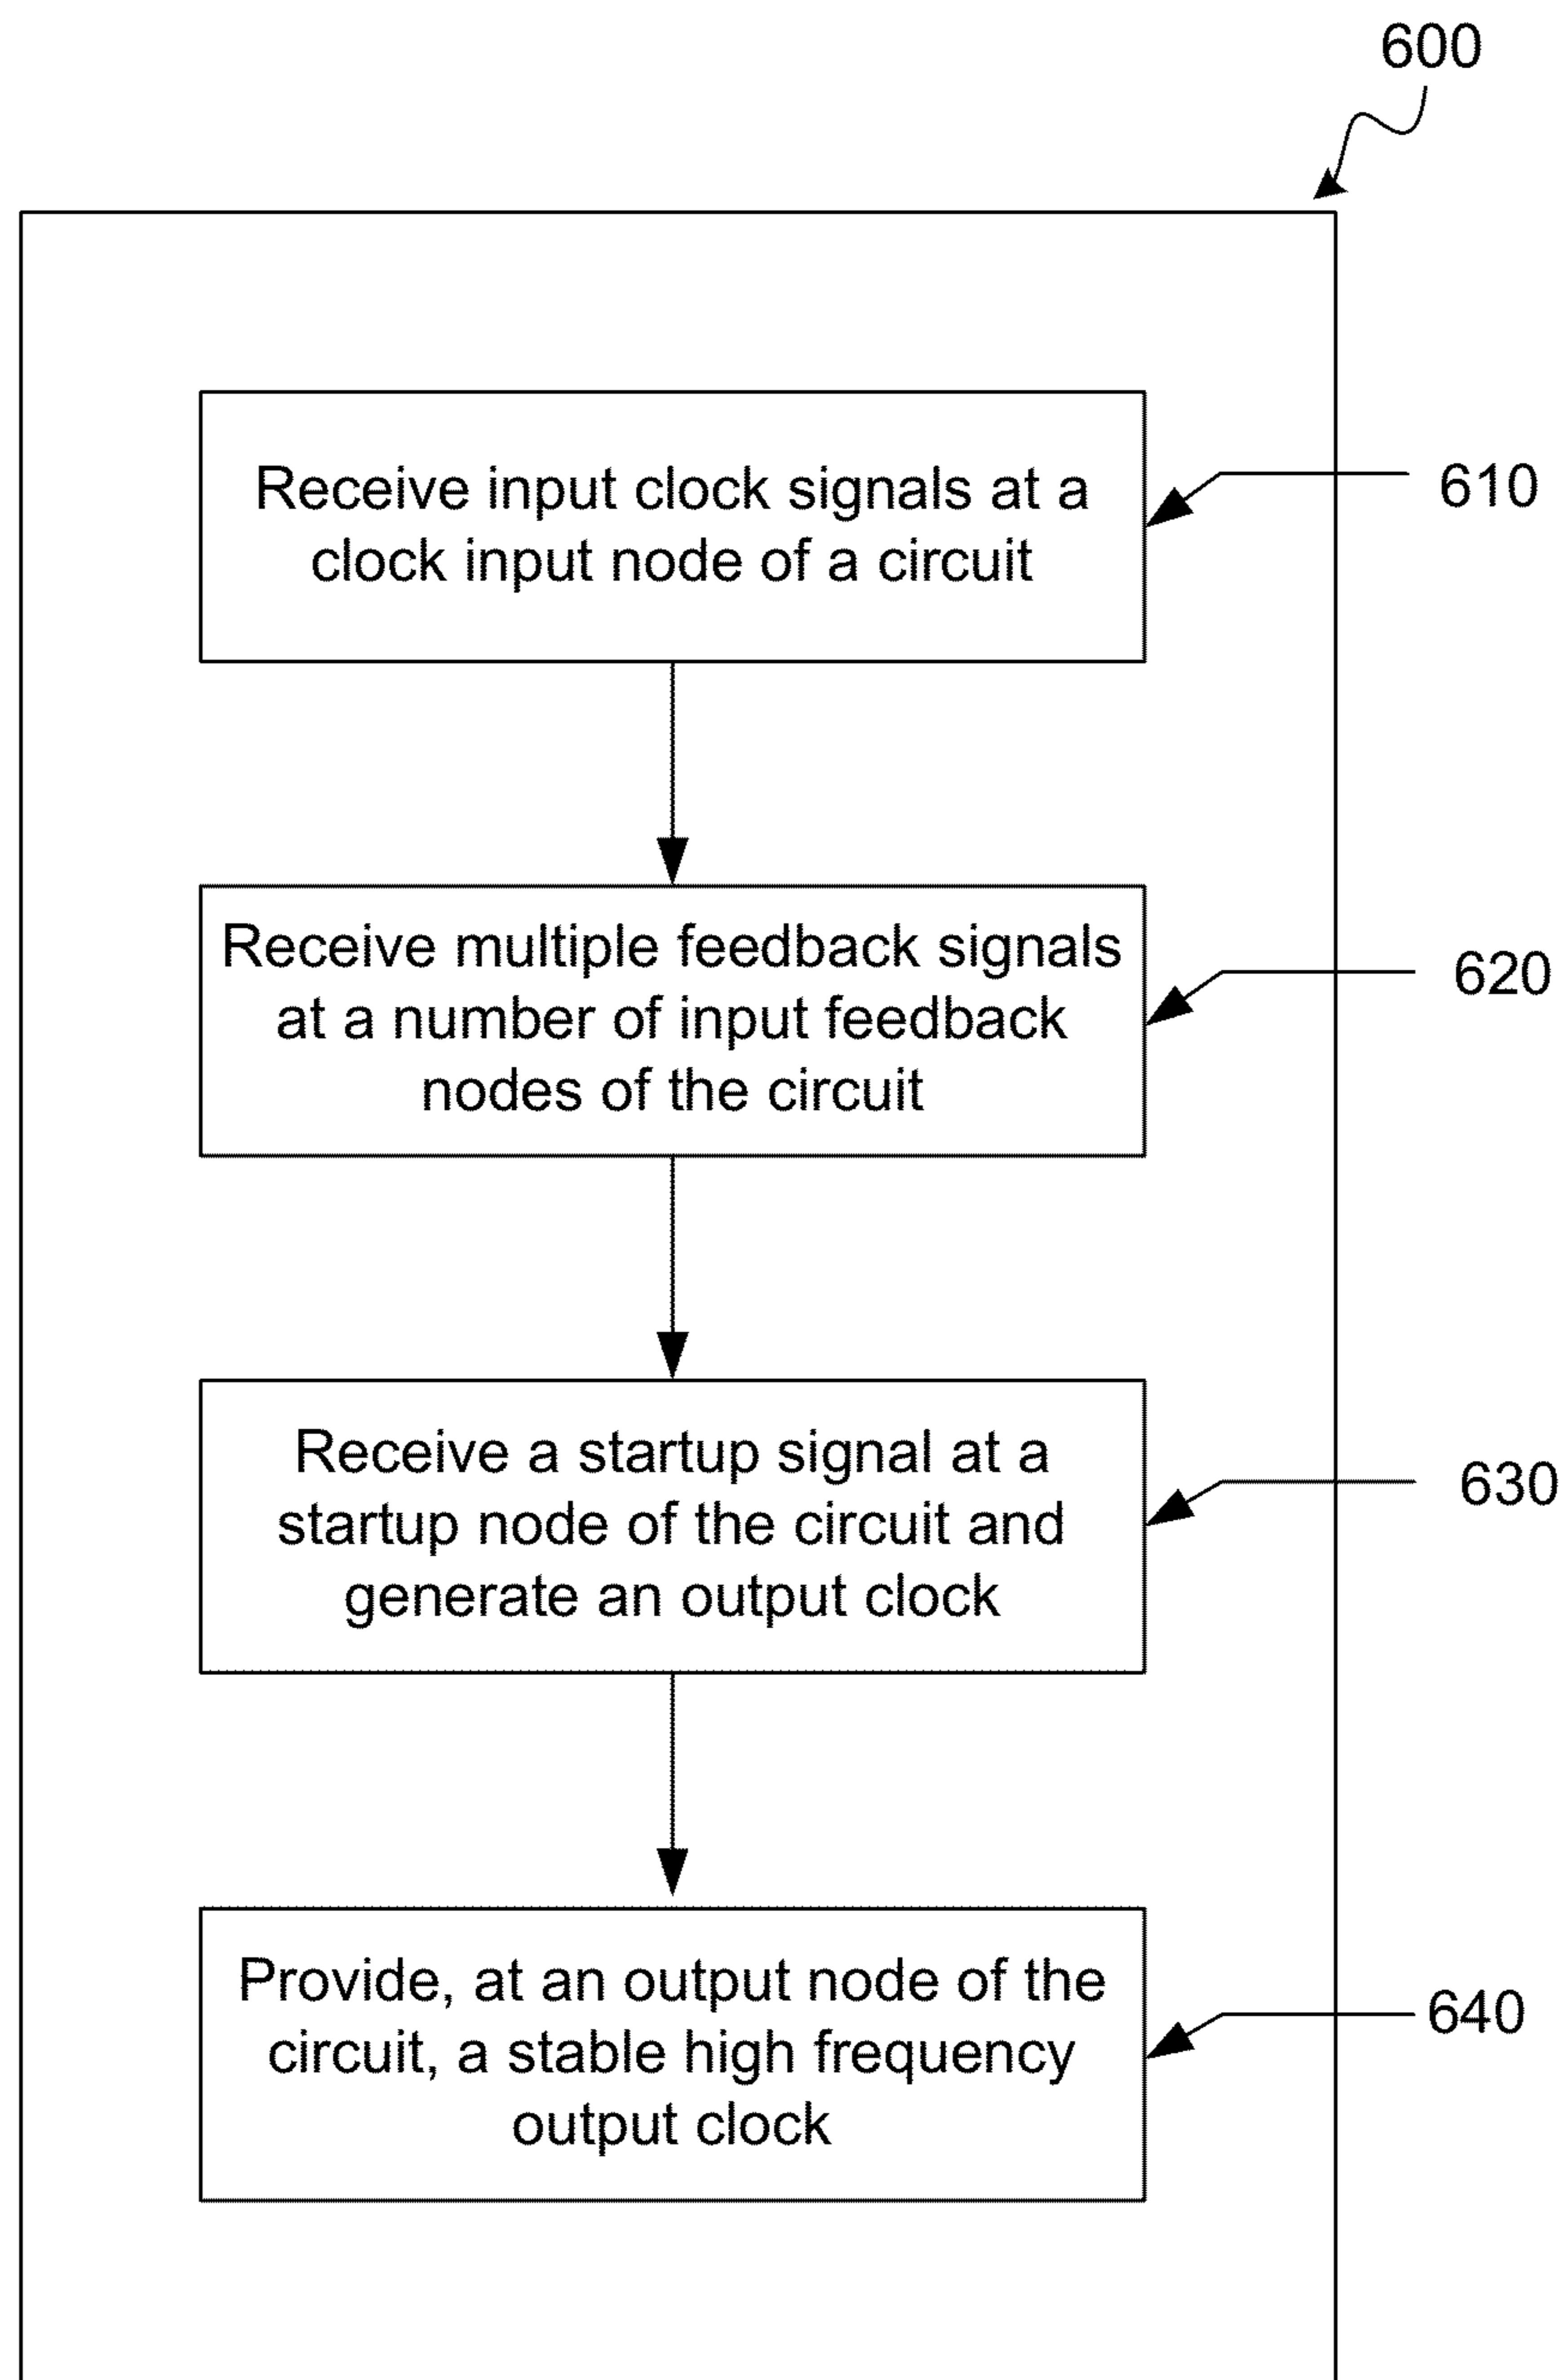 600
Receive input clock signals at a
clock input node of a circuit
610
Receive multiple feedback signals
at a number of input feedback
nodes of the circuit
620
Receive a startup signal at a
startup node of the circuit and
generate an output clock
630
Provide, at an output node of the
circuit, a stable high frequency
output clock
640